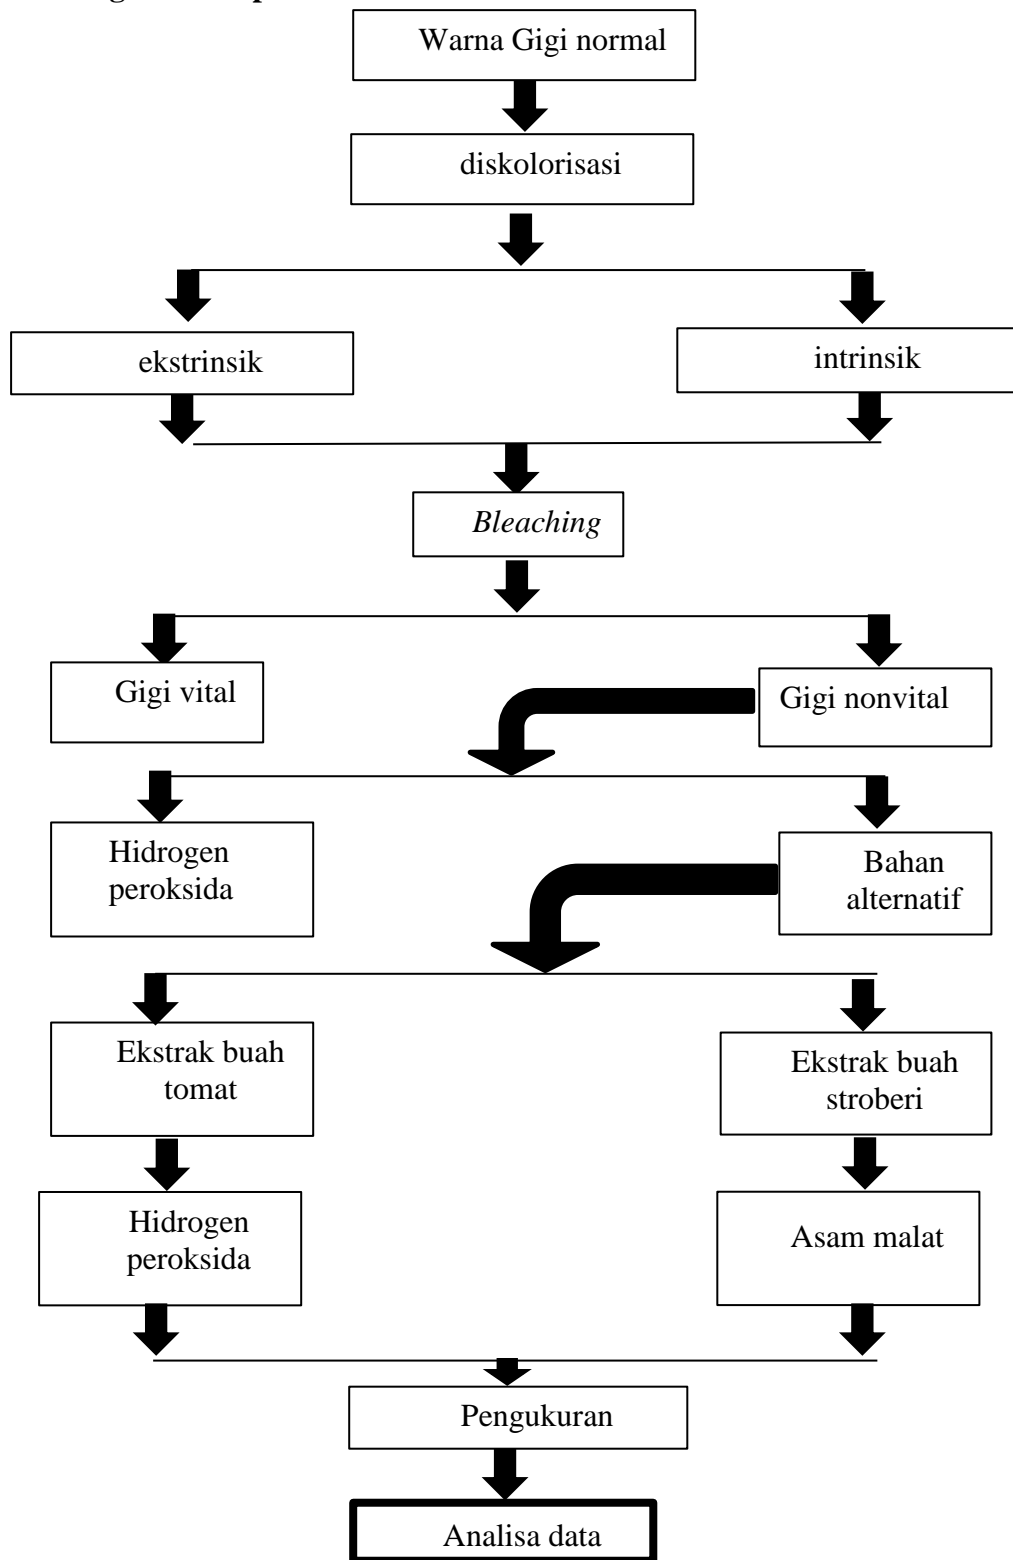 Warna Gigi normal
diskolorisasi
ekstrinsik
intrinsik
Bleaching
Gigi vital
Gigi nonvital
Hidrogen
peroksida
Bahan
alternatif
Ekstrak buah
tomat
Ekstrak buah
stroberi
Hidrogen
peroksida
Asam malat
Pengukuran
Analisa data